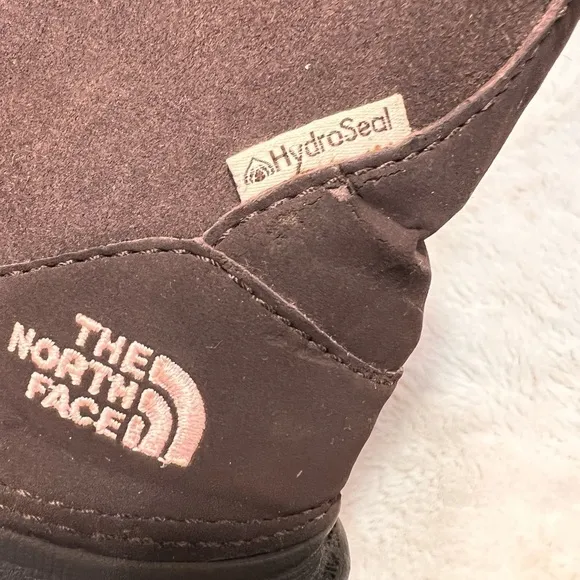 HydroSeal
THE
NORTH
FACE